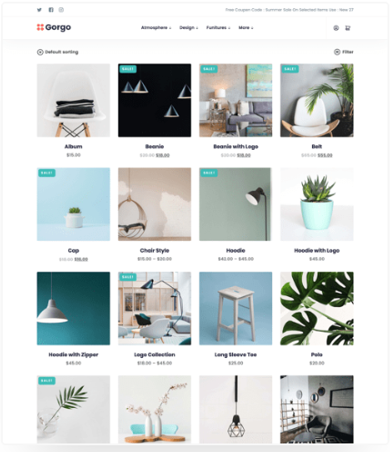 Free Coupon Code : Summer Sale On Selected Items Use : New 27
Gorgo
Atmosphere Design Furnitures More
Default sorting Filter
SALE! SALE! SALE!
Album Beanie Beanie with Logo Belt
$15.00 $20.00 $18.00 $20.00 $18.00 $65.00 $55.00
SALE! SALE!
Cap Chair Style Hoodie Hoodie with Logo
$18.00 $16.00 $15.00 – $20.00 $42.00 – $45.00 $45.00
SALE!
Hoodie with Zipper Logo Collection Long Sleeve Tee Polo
$45.00 $18.00 – $45.00 $25.00 $20.00
SALE!